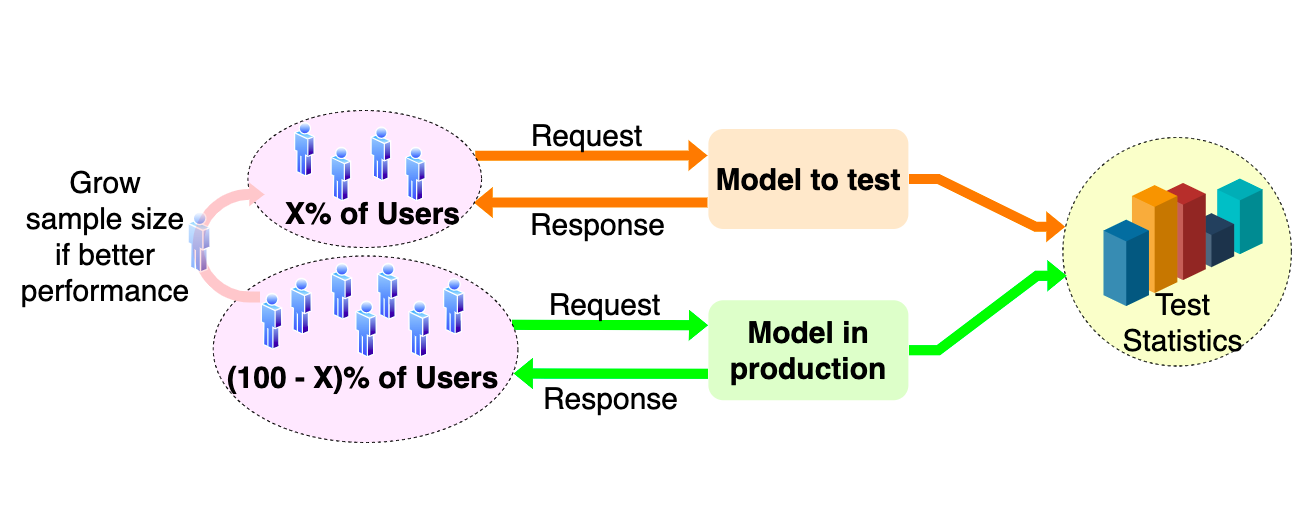 Grow
sample size
if better
performance
X% of Users
(100 - X)% of Users
Request
Response
Request
Response
Model to test
Model in
production
Test
Statistics